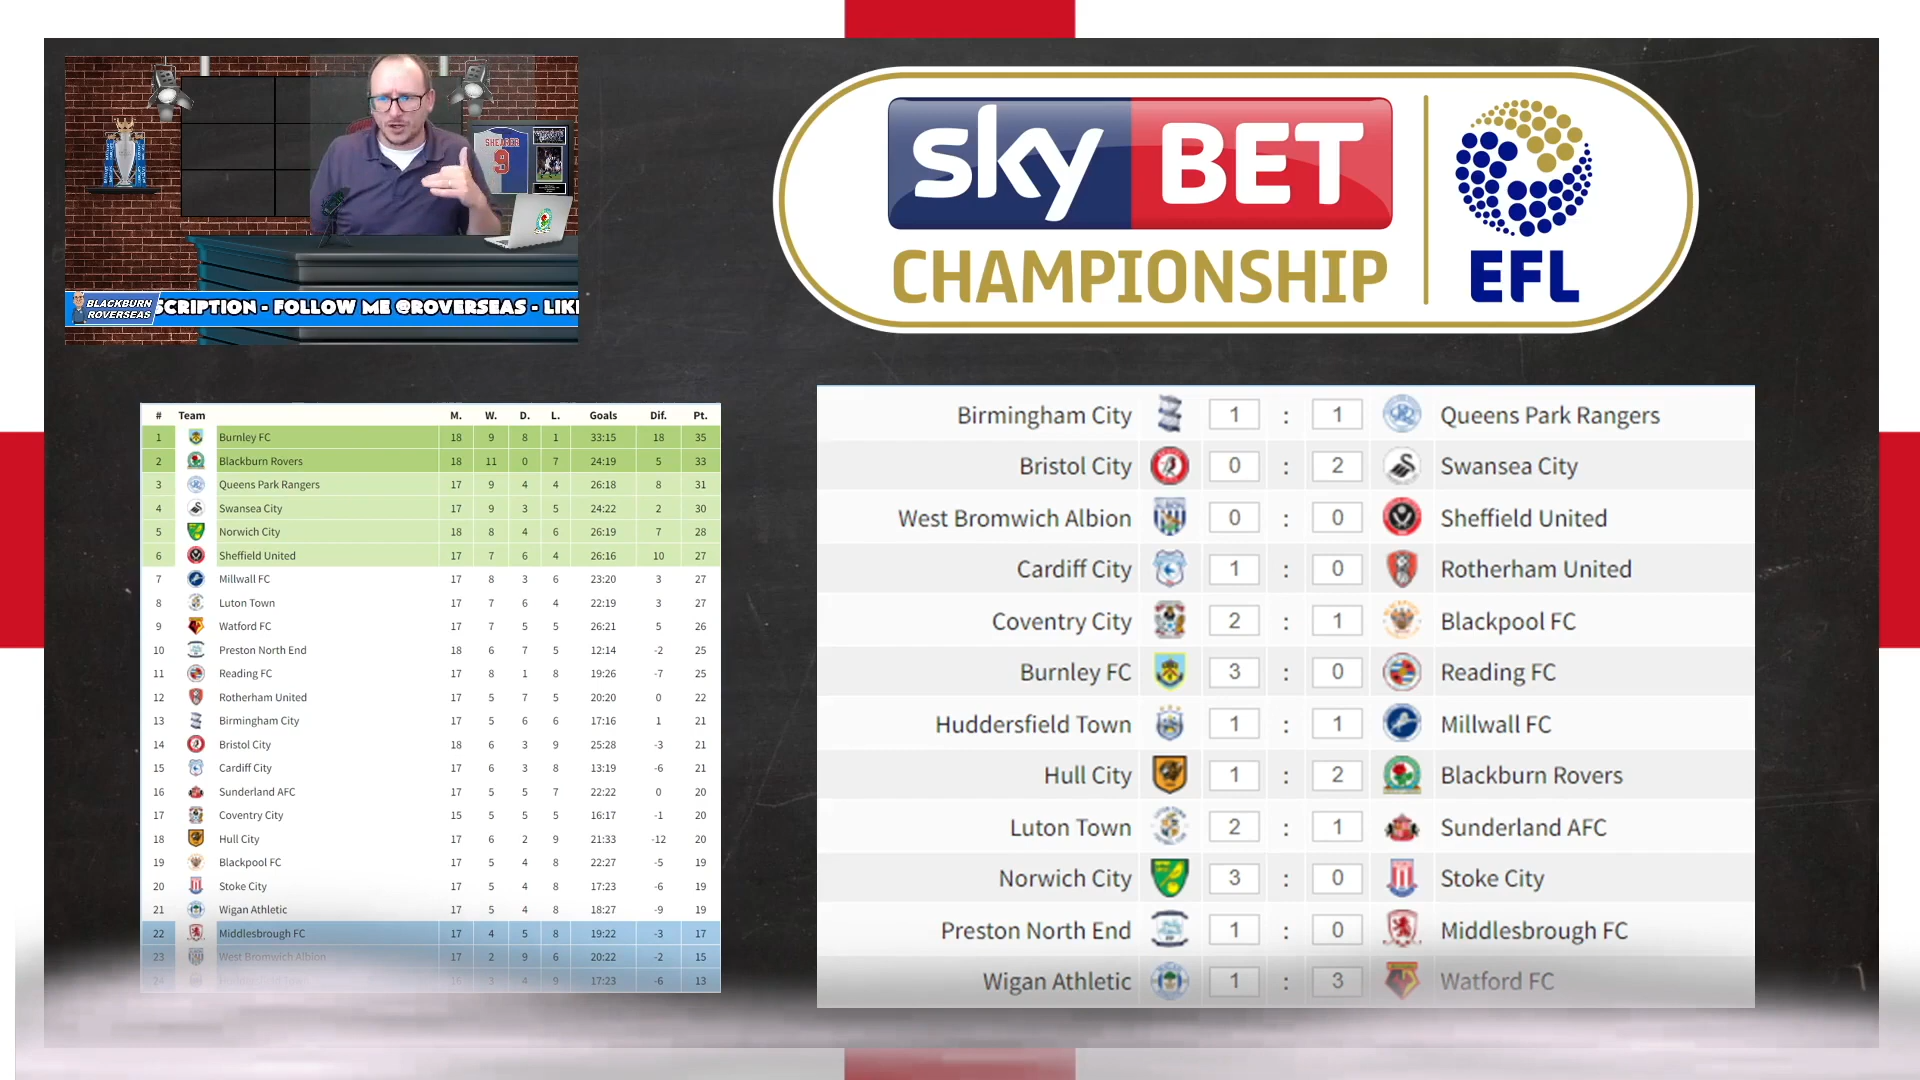 sky BET
CHAMPIONSHIP
EFL
SHEARER
9
BLACKBURN
ROVERSEAS
SCRIPTION - FOLLOW ME @ROVERSEAS - LIK
# Team M. W. D. L. Goals Dif. Pt.
1 Burnley FC 18 9 8 1 33:15 18 35
2 Blackburn Rovers 18 11 0 7 24:19 5 33
3 Queens Park Rangers 17 9 4 4 26:18 8 31
4 Swansea City 17 9 3 5 24:22 2 30
5 Norwich City 18 8 4 6 26:19 7 28
6 Sheffield United 17 7 6 4 26:16 10 27
7 Millwall FC 17 8 3 6 23:20 3 27
8 Luton Town 17 7 6 4 22:19 3 27
9 Watford FC 17 7 5 5 26:21 5 26
10 Preston North End 18 6 7 5 12:14 -2 25
11 Reading FC 17 8 1 8 19:26 -7 25
12 Rotherham United 17 5 7 5 20:20 0 22
13 Birmingham City 17 5 6 6 17:16 1 21
14 Bristol City 18 6 3 9 25:28 -3 21
15 Cardiff City 17 6 3 8 13:19 -6 21
16 Sunderland AFC 17 5 5 7 22:22 0 20
17 Coventry City 15 5 5 5 16:17 -1 20
18 Hull City 17 6 2 9 21:33 -12 20
19 Blackpool FC 17 5 4 8 22:27 -5 19
20 Stoke City 17 5 4 8 17:23 -6 19
21 Wigan Athletic 17 5 4 8 18:27 -9 19
22 Middlesbrough FC 17 4 5 8 19:22 -3 17
23 West Bromwich Albion 17 2 9 6 20:22 -2 15
24 16 3 4 9 17:23 -6 13
Birmingham City 1 : 1 Queens Park Rangers
Bristol City 0 : 2 Swansea City
West Bromwich Albion 0 : 0 Sheffield United
Cardiff City 1 : 0 Rotherham United
Coventry City 2 : 1 Blackpool FC
Burnley FC 3 : 0 Reading FC
Huddersfield Town 1 : 1 Millwall FC
Hull City 1 : 2 Blackburn Rovers
Luton Town 2 : 1 Sunderland AFC
Norwich City 3 : 0 Stoke City
Preston North End 1 : 0 Middlesbrough FC
Wigan Athletic 1 : 3 Watford FC